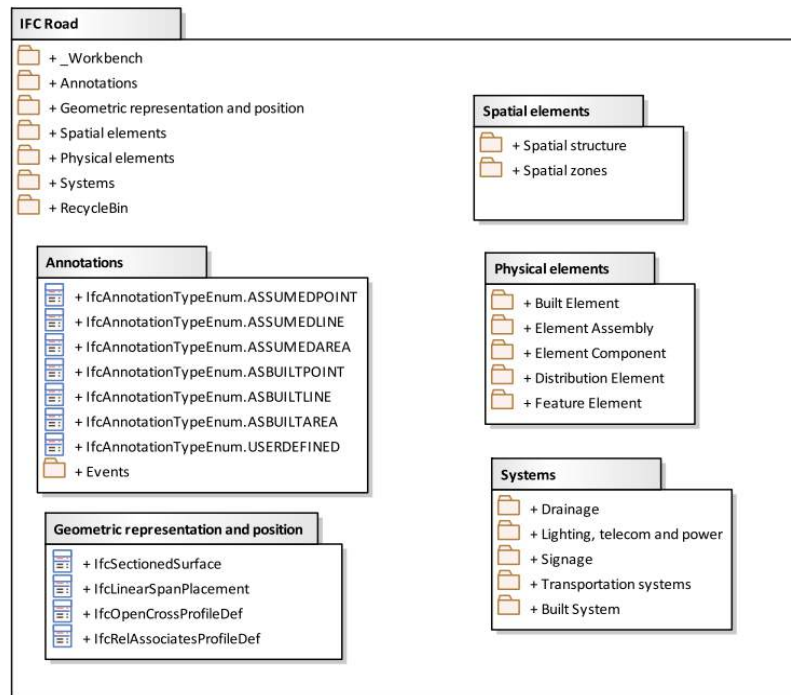 IFC Road
+ _Workbench
+ Annotations
+ Geometric representation and position
+ Spatial elements
+ Physical elements
+ Systems
+ RecycleBin
Annotations
+ IfcAnnotationTypeEnum.ASSUMEDPOINT
+ IfcAnnotationTypeEnum.ASSUMEDLINE
+ IfcAnnotationTypeEnum.ASSUMEDAREA
+ IfcAnnotationTypeEnum.ASBUILTPOINT
+ IfcAnnotationTypeEnum.ASBUILTLINE
+ IfcAnnotationTypeEnum.ASBUILTAREA
+ IfcAnnotationTypeEnum.USERDEFINED
+ Events
Geometric representation and position
+ IfcSectionedSurface
+ IfcLinearSpanPlacement
+ IfcOpenCrossProfileDef
+ IfcRelAssociatesProfileDef
Spatial elements
+ Spatial structure
+ Spatial zones
Physical elements
+ Built Element
+ Element Assembly
+ Element Component
+ Distribution Element
+ Feature Element
Systems
+ Drainage
+ Lighting, telecom and power
+ Signage
+ Transportation systems
+ Built System